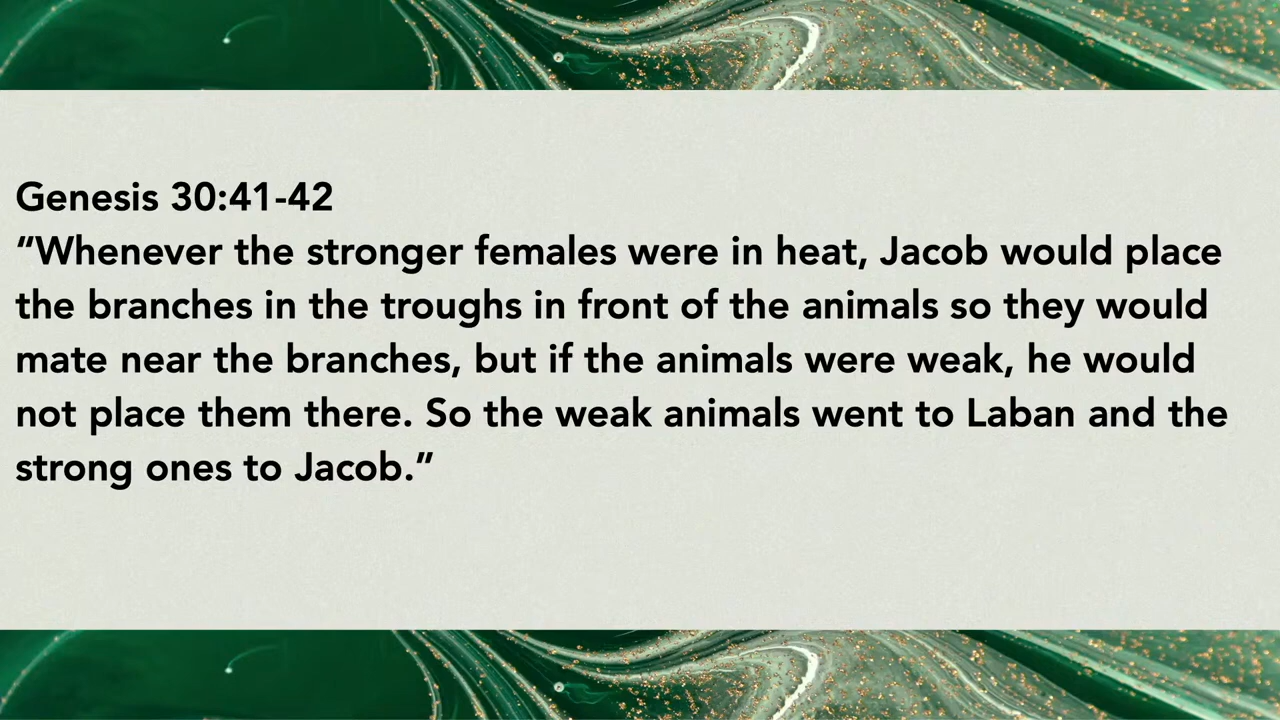 Genesis 30:41-42
“Whenever the stronger females were in heat, Jacob would place
the branches in the troughs in front of the animals so they would
mate near the branches, but if the animals were weak, he would
not place them there. So the weak animals went to Laban and the
strong ones to Jacob.”